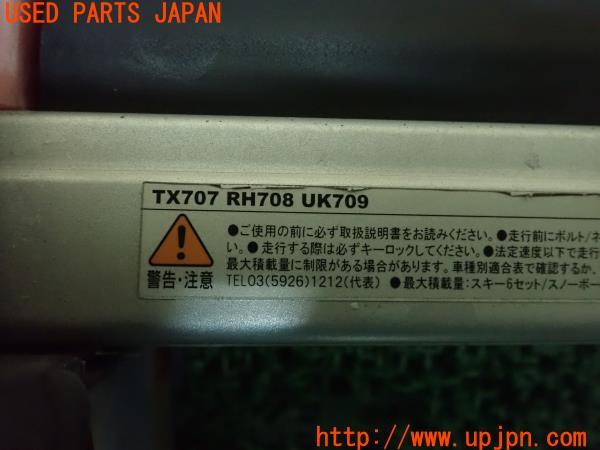 USED PARTS JAPAN
TX707 RH708 UK709
警告・注意
●ご使用の前に必ず取扱説明書をお読みください。●走行前にボルト/ネ
い。●走行する際は必ずキーロックしてください。●法定速度以下で走行
最大積載量に制限がある場合があります。車種別適合表で確認するか、
TEL03(5926)1212(代表) ●最大積載量:スキー6セット/スノーボー
http://www.upjpn.com/